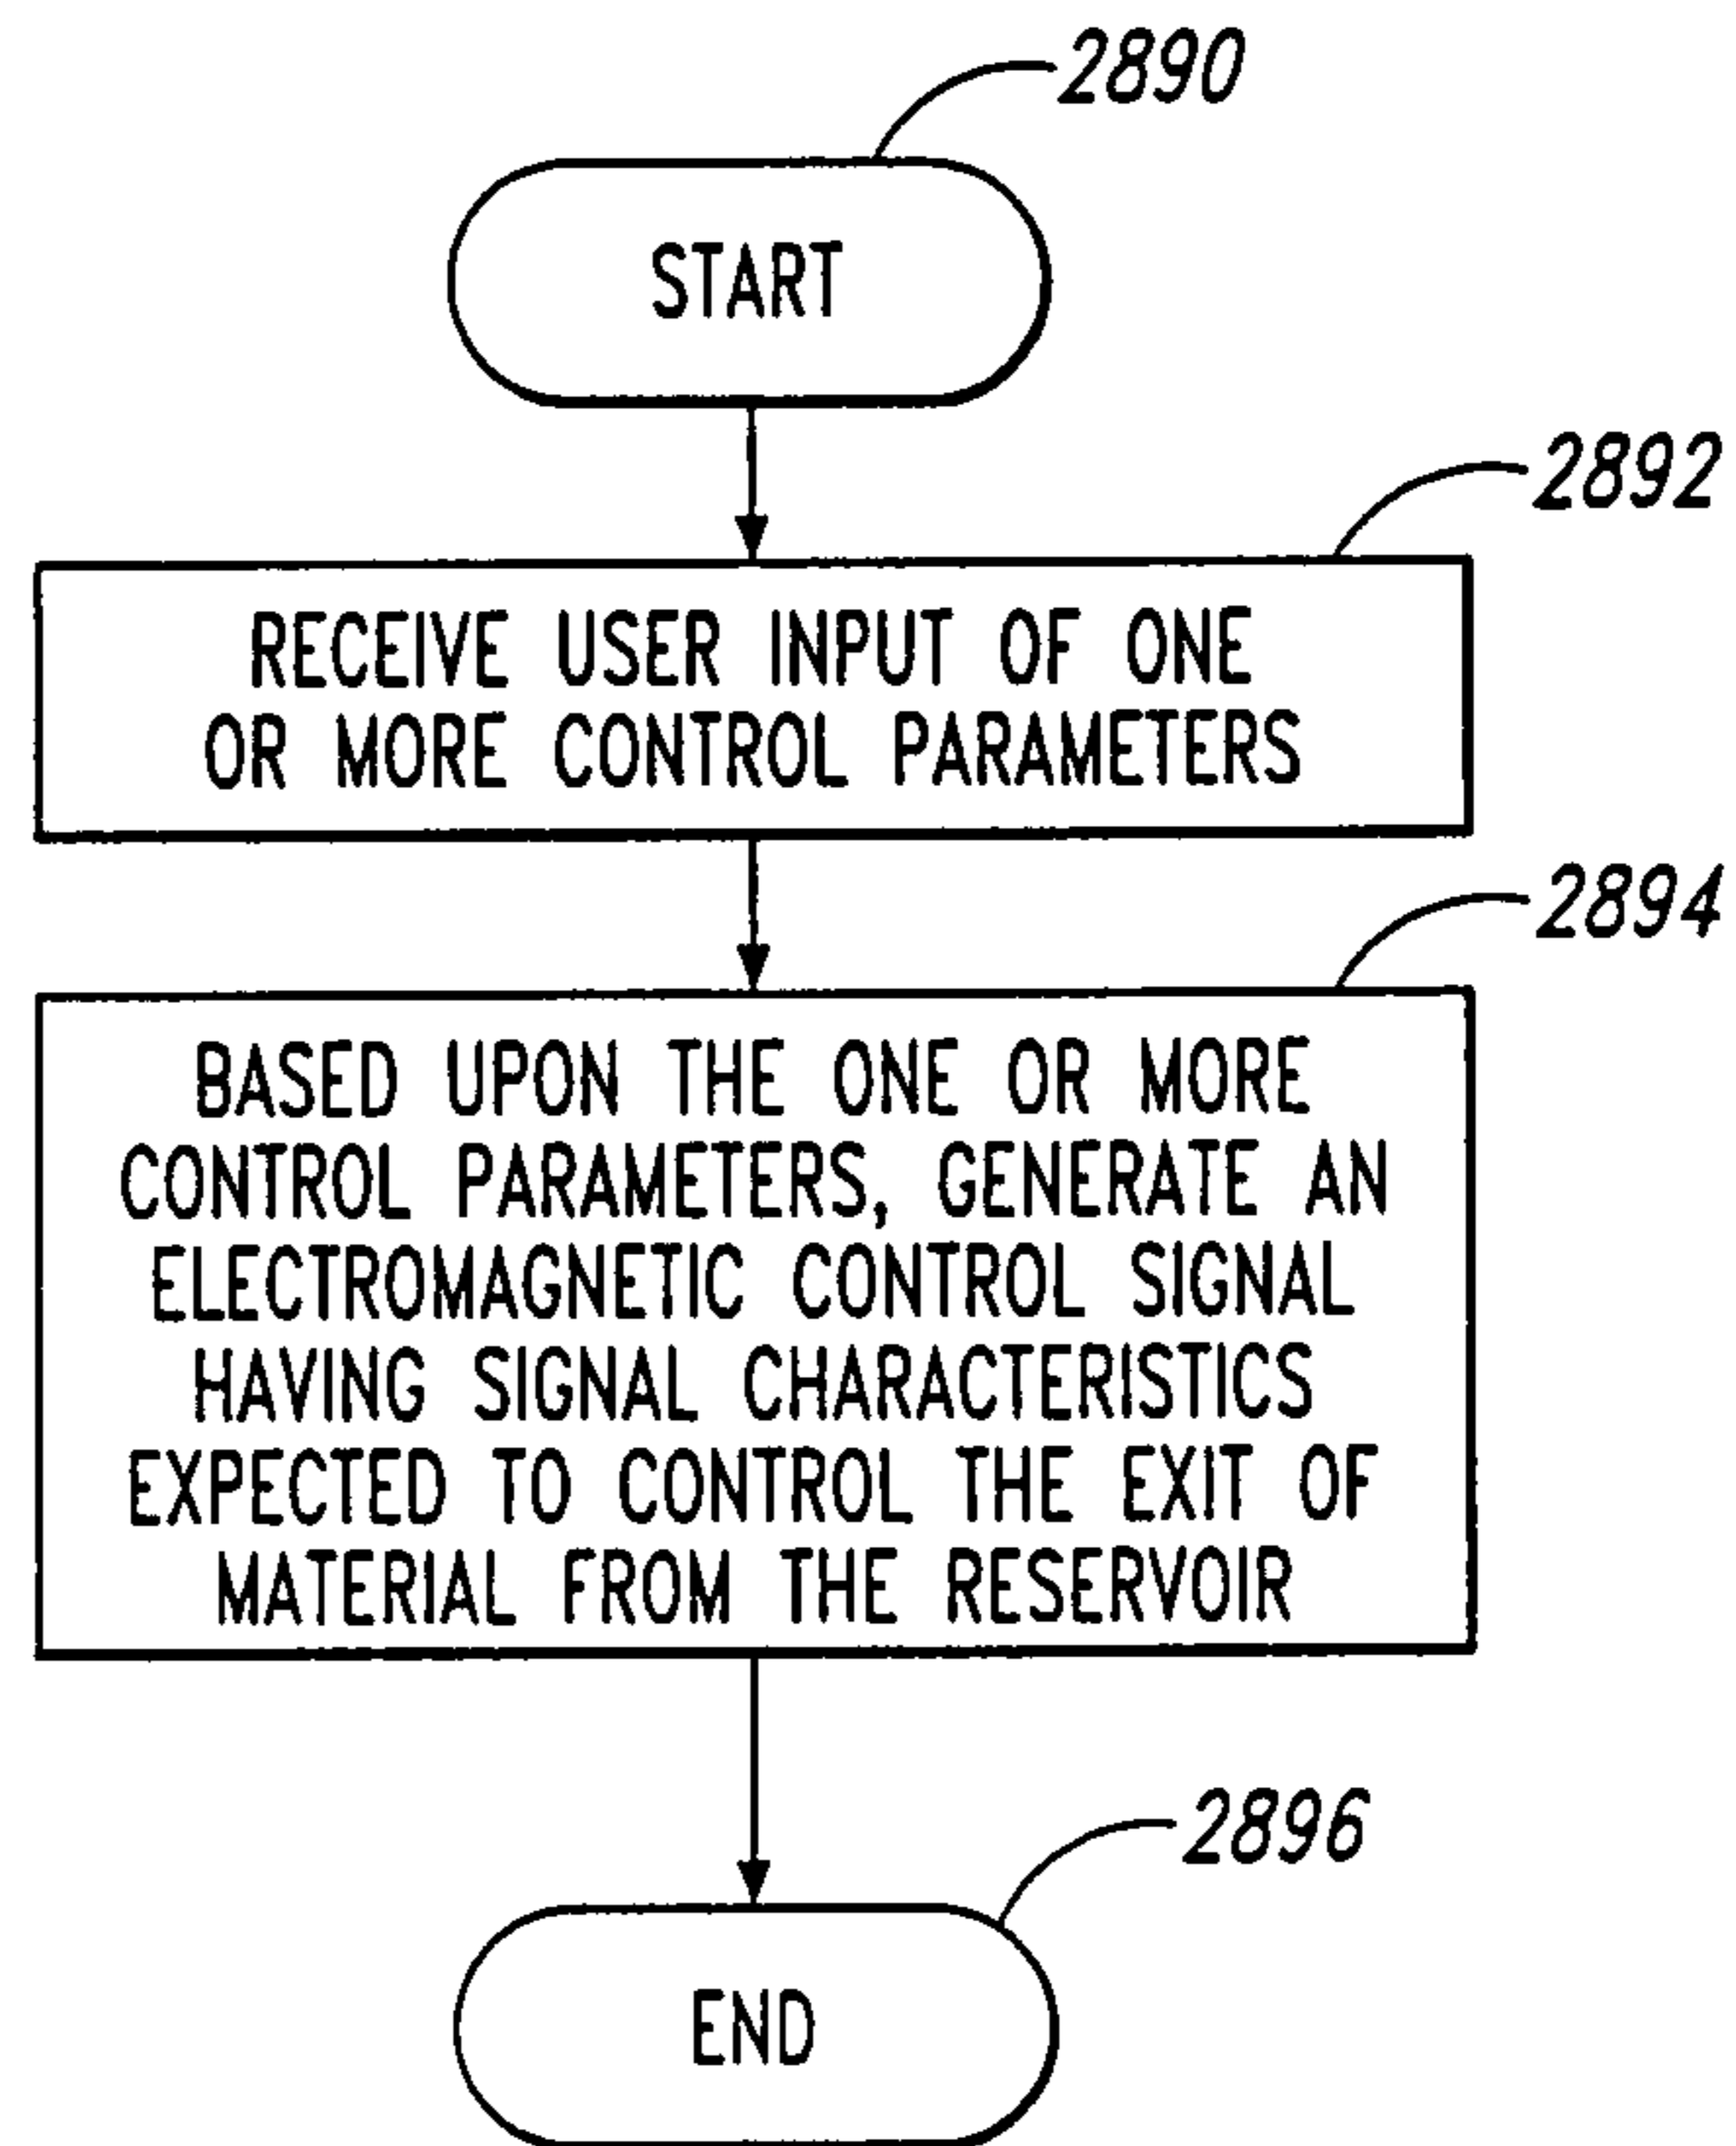 2890
START
2892
RECEIVE USER INPUT OF ONE
OR MORE CONTROL PARAMETERS
2894
BASED UPON THE ONE OR MORE
CONTROL PARAMETERS, GENERATE AN
ELECTROMAGNETIC CONTROL SIGNAL
HAVING SIGNAL CHARACTERISTICS
EXPECTED TO CONTROL THE EXIT OF
MATERIAL FROM THE RESERVOIR
2896
END